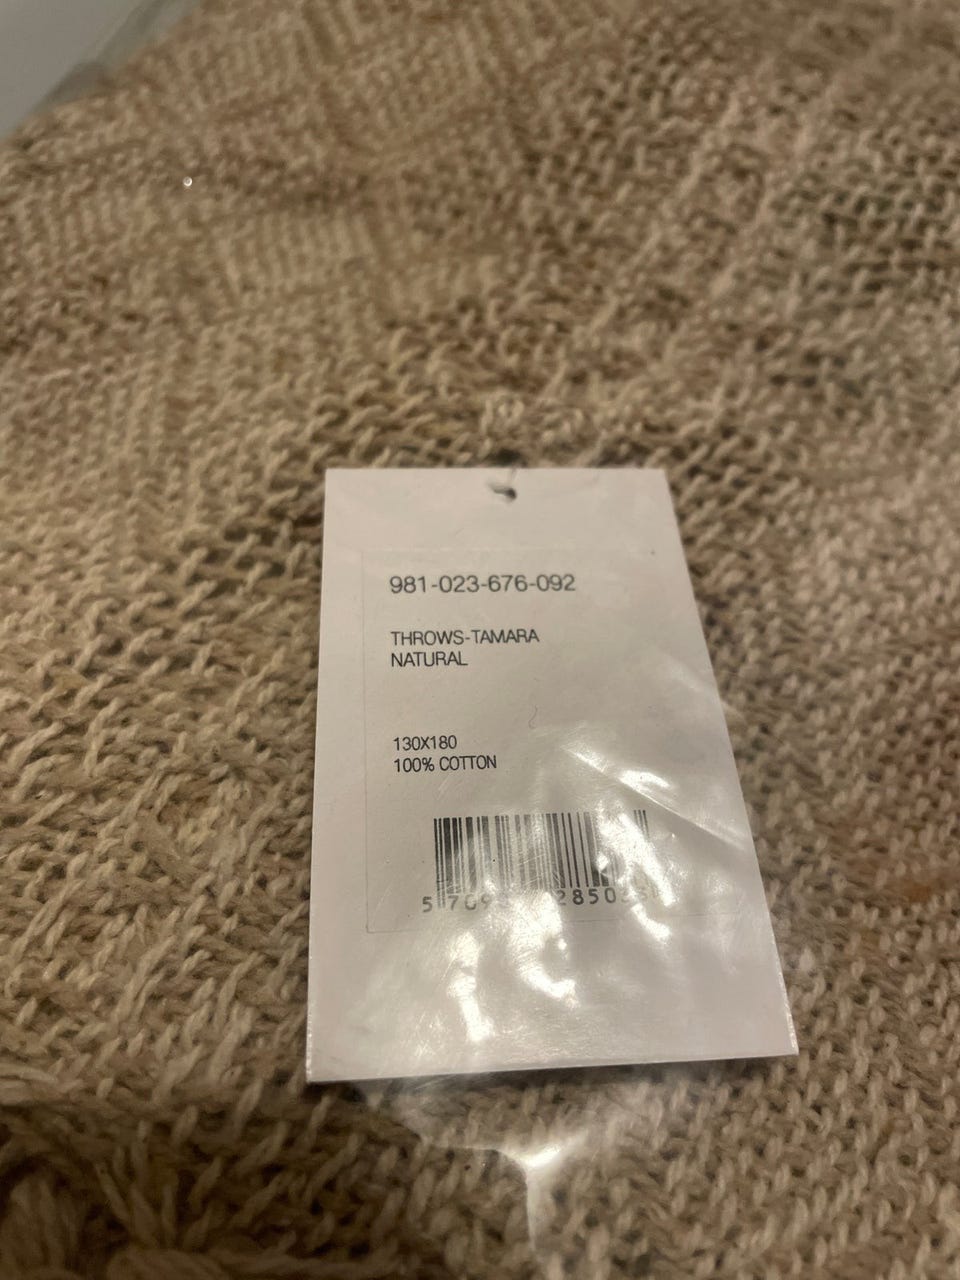 981-023-676-092
THROWS-TAMARA
NATURAL
130X180
100% COTTON